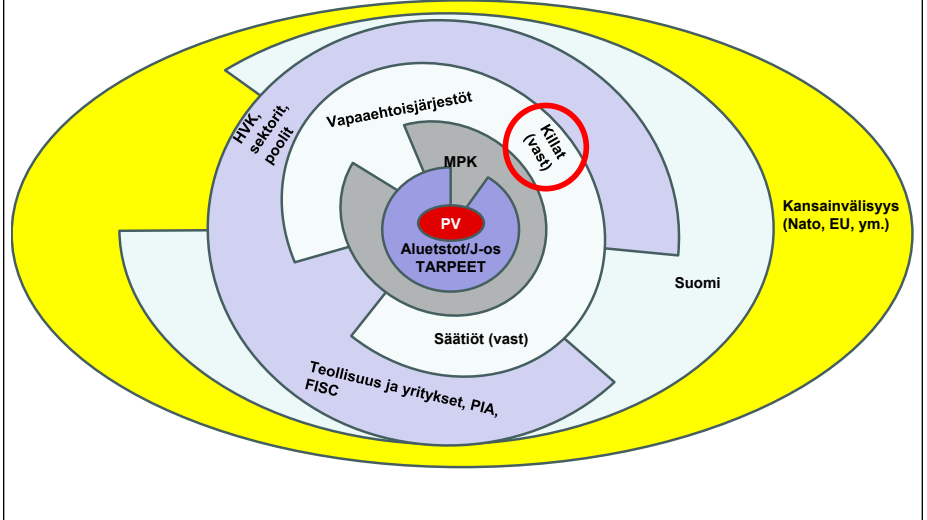 HVK,
sektorit,
poolit
Vapaaehtoisjärjestöt
Killat
(vast)
MPK
PV
Aluetstot/J-os
TARPEET
Kansainvälisyys
(Nato, EU, ym.)
Suomi
Säätiöt (vast)
Teollisuus ja yritykset, PIA,
FISC